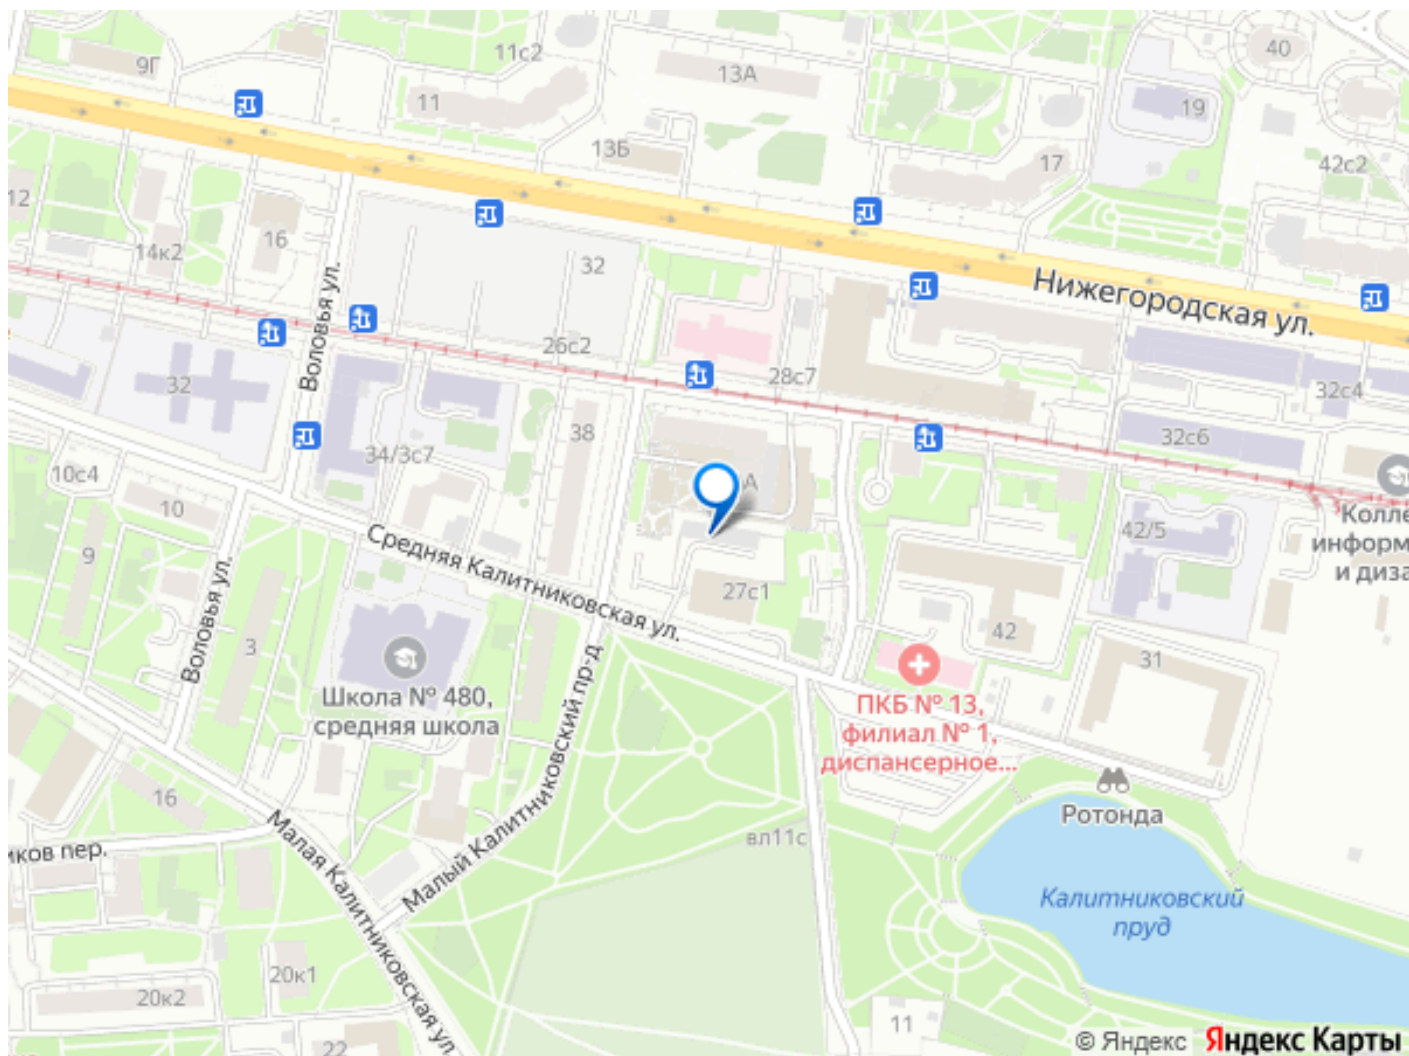 9Г
11с2
13А
40
11
19
13Б
17
42с2
12
16
14к2
32
Нижегородская ул.
Воловья ул.
26с2
28с7
32
32с4
38
34/3с7
32с6
10с4
А
10
Колле
информ
и диза
42/5
9
Средняя Калитниковская ул.
27с1
Воловья ул.
3
42
31
Школа № 480,
средняя школа
ПКБ № 13,
филиал № 1,
диспансерное...
Малый Калитниковский пр-д
16
Ротонда
вл11с
иков пер.
Малая Калитниковская ул.
Калитниковский
пруд
20к1
20к2
11
22
© Яндекс Яндекс Карты